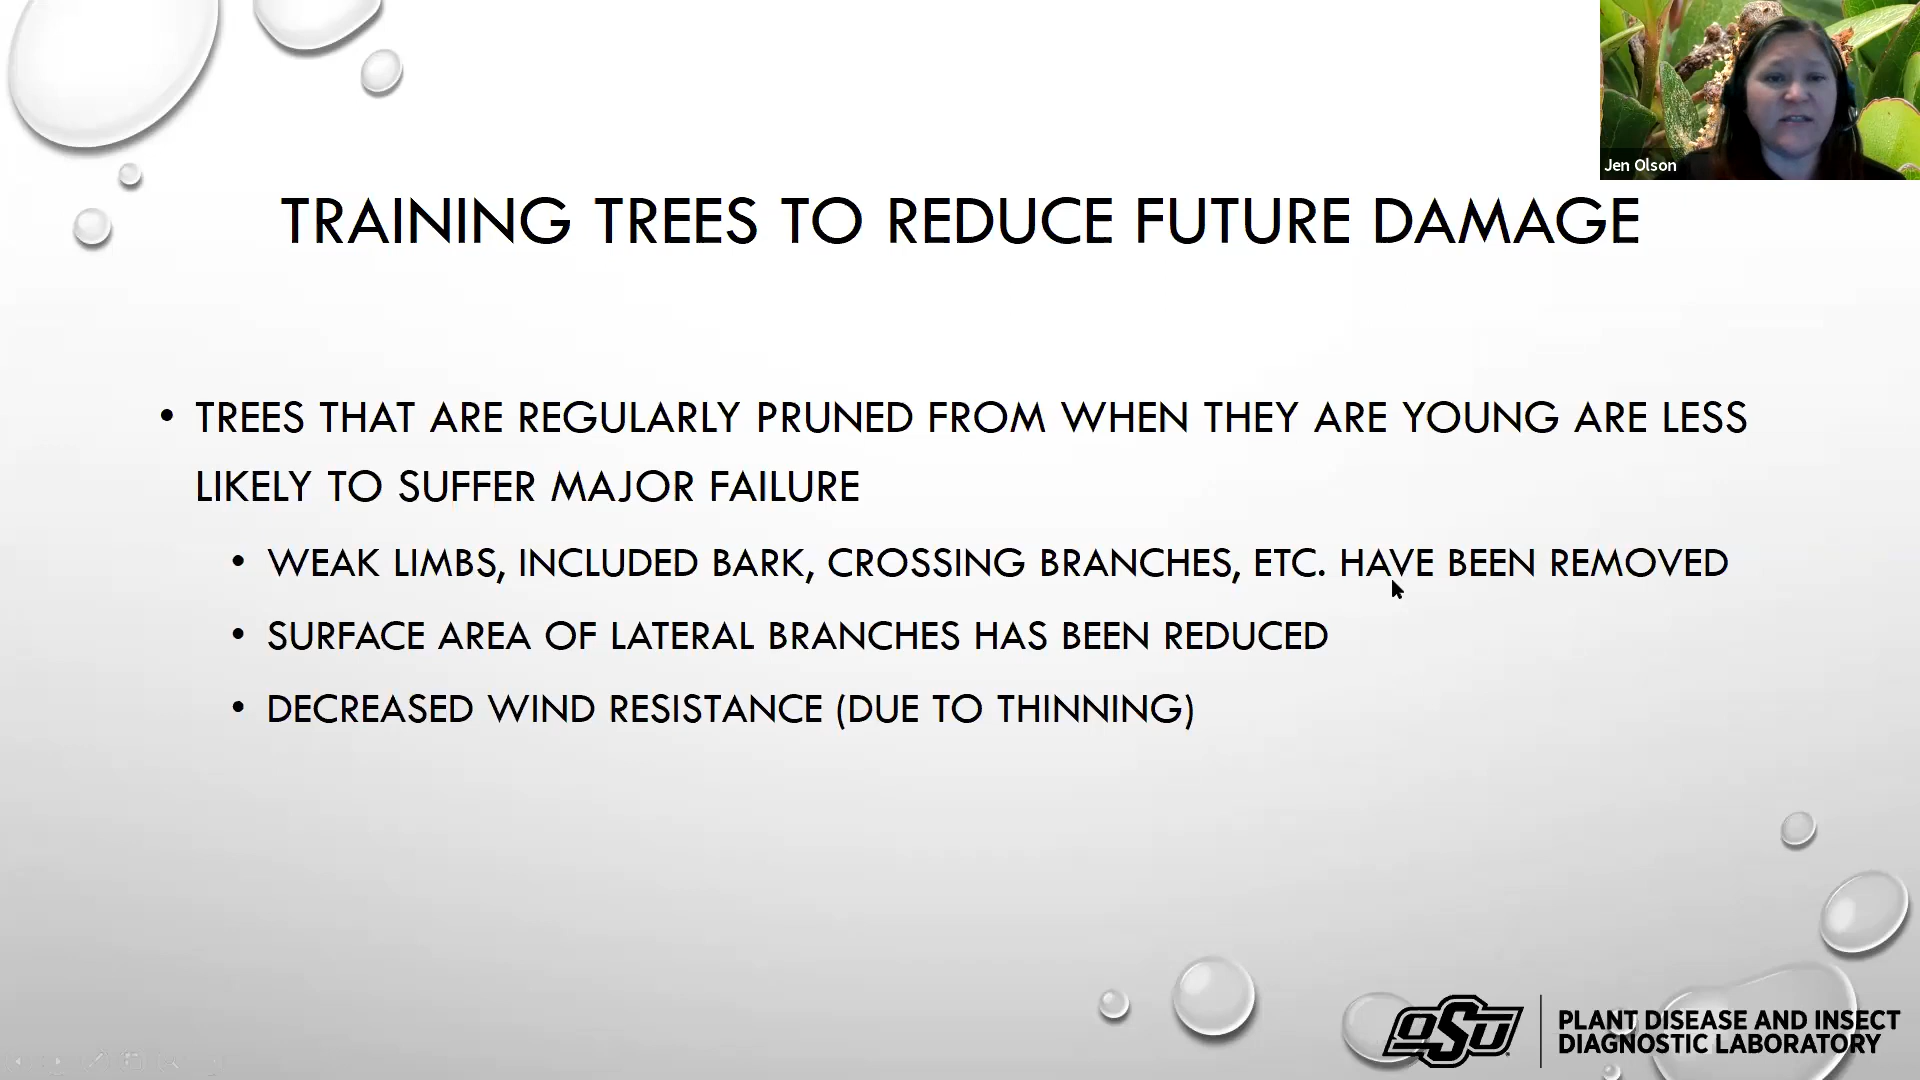 Jen Olson
TRAINING TREES TO REDUCE FUTURE DAMAGE
• TREES THAT ARE REGULARLY PRUNED FROM WHEN THEY ARE YOUNG ARE LESS
LIKELY TO SUFFER MAJOR FAILURE
• WEAK LIMBS, INCLUDED BARK, CROSSING BRANCHES, ETC. HAVE BEEN REMOVED
• SURFACE AREA OF LATERAL BRANCHES HAS BEEN REDUCED
• DECREASED WIND RESISTANCE (DUE TO THINNING)
OSU
PLANT DISEASE AND INSECT
DIAGNOSTIC LABORATORY